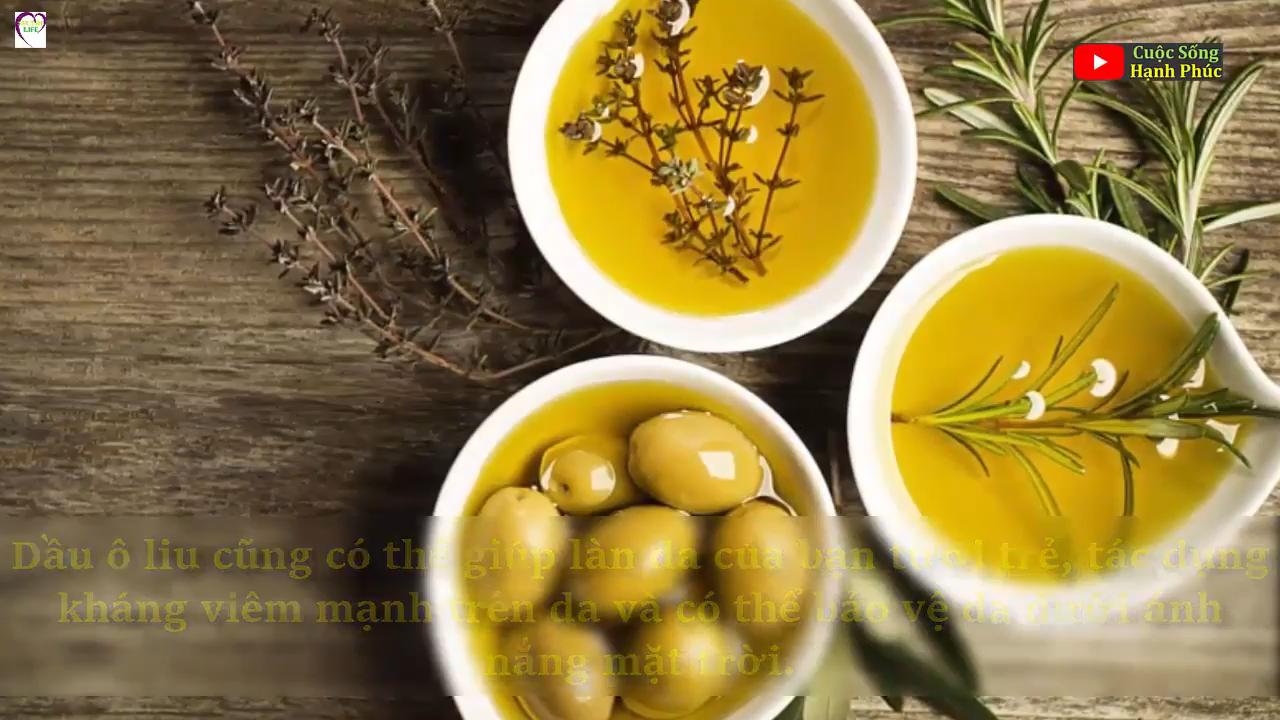 LIFE
Cuộc Sống
Hạnh Phúc
Dầu ô liu cũng có thể giúp làn da của bạn tươi trẻ, tác dụng
kháng viêm mạnh trên da và có thể bảo vệ da dưới ánh
nắng mặt trời.